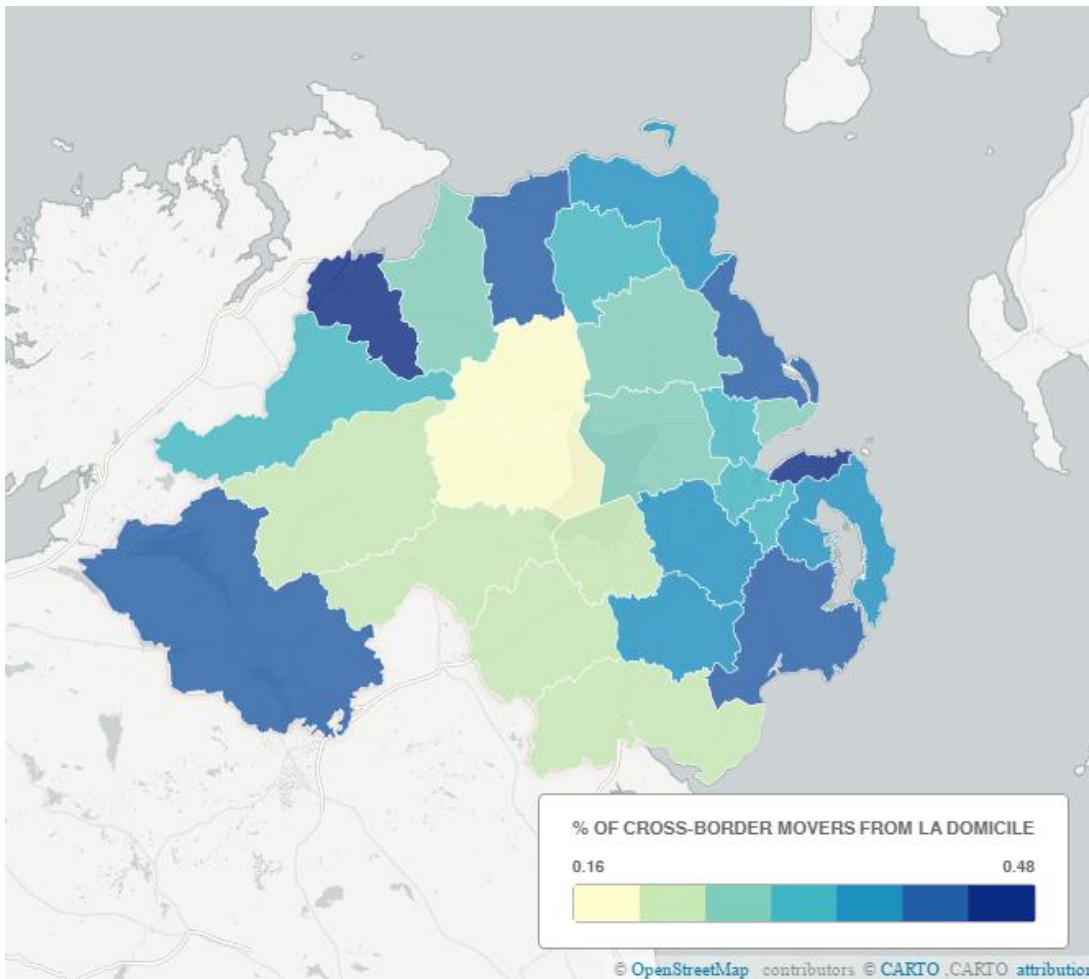 % OF CROSS-BORDER MOVERS FROM LA DOMICILE
0.16 0.48
© OpenStreetMap contributors © CARTO ,CARTO attribution